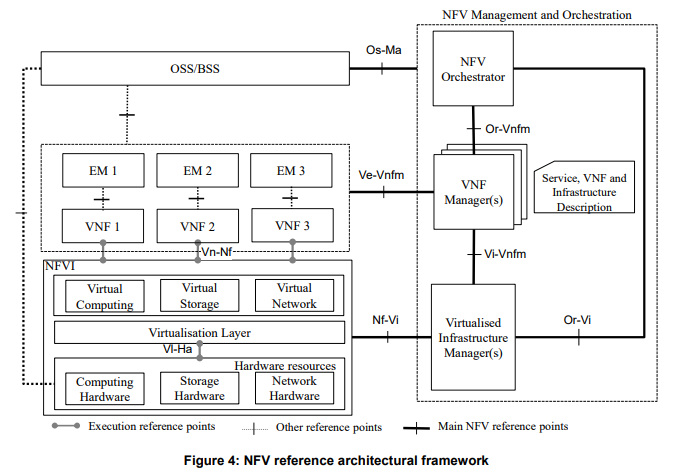 NFV Management and Orchestration
Os-Ma
OSS/BSS
NFV
Orchestrator
Or-Vnfm
EM 1
EM 2
EM 3
Ve-Vnfm
VNF
Manager(s)
Service, VNF and
Infrastructure
Description
VNF 1
VNF 2
VNF 3
Vn-Nf
Vi-Vnfm
NFVI
Virtual
Computing
Virtual
Storage
Virtual
Network
Nf-Vi
Virtualised
Infrastructure
Manager(s)
Or-Vi
Virtualisation Layer
Vl-Ha
Hardware resources
Computing
Hardware
Storage
Hardware
Network
Hardware
Execution reference points
Other reference points
Main NFV reference points
Figure 4: NFV reference architectural framework